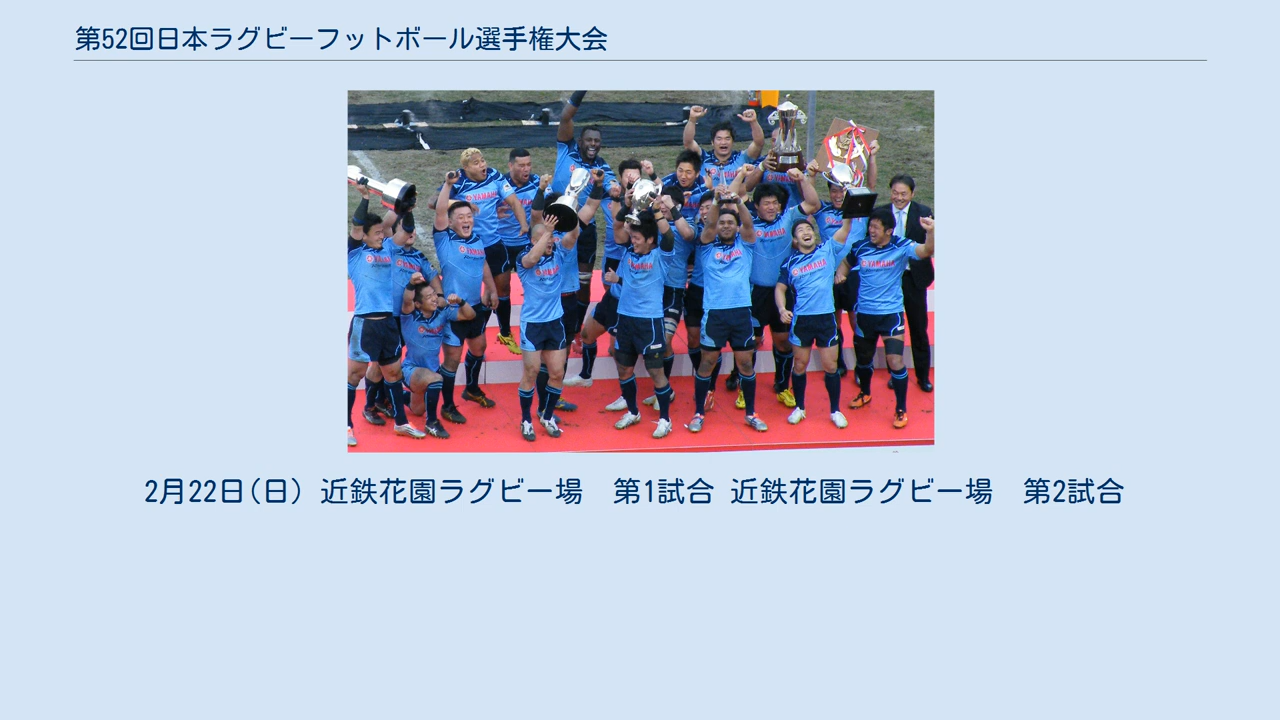 第52回日本ラグビーフットボール選手権大会
YAMAHA
2月22日(日) 近鉄花園ラグビー場　第1試合 近鉄花園ラグビー場　第2試合